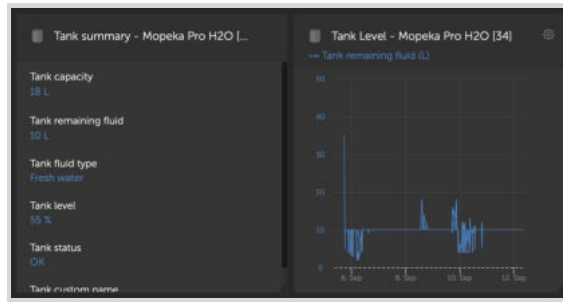 Tank summary - Mopeka Pro H2O [...
Tank capacity
18 L
Tank remaining fluid
10 L
Tank fluid type
Fresh water
Tank level
55 %
Tank status
OK
Tank custom name
Tank Level - Mopeka Pro H2O [34]
Tank remaining fluid (L)
50
40
30
20
10
0
6. Sep
8. Sep
10. Sep
12. Sep